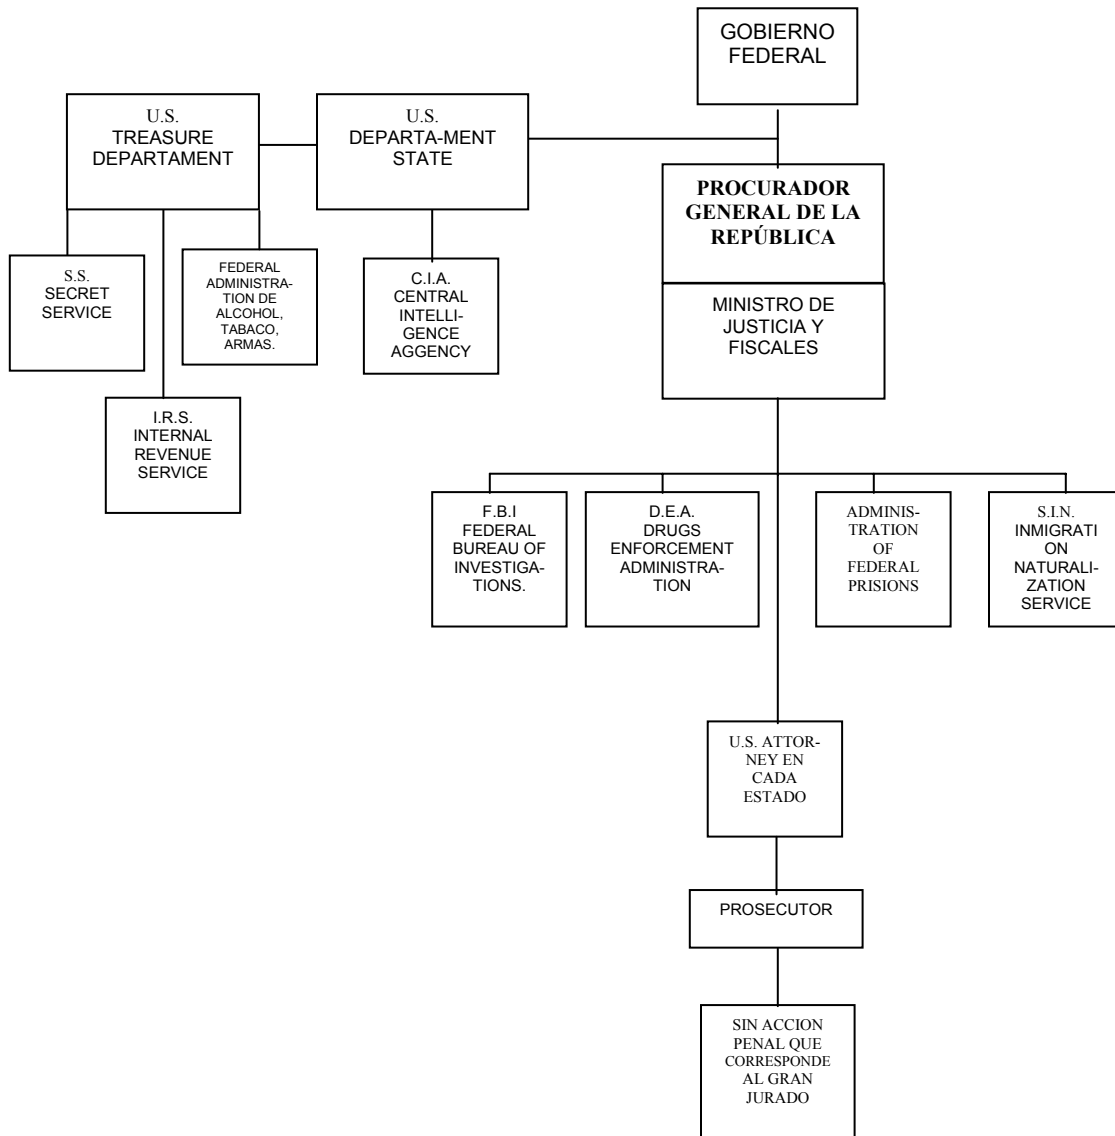 GOBIERNO
FEDERAL
U.S.
TREASURE
DEPARTAMENT
U.S.
DEPARTA-MENT
STATE
PROCURADOR
GENERAL DE LA
REPÚBLICA
MINISTRO DE
JUSTICIA Y
FISCALES
S.S.
SECRET
SERVICE
FEDERAL
ADMINISTRA-
TION DE
ALCOHOL,
TABACO,
ARMAS.
C.I.A.
CENTRAL
INTELLI-
GENCE
AGGENCY
I.R.S.
INTERNAL
REVENUE
SERVICE
F.B.I
FEDERAL
BUREAU OF
INVESTIGA-
TIONS.
D.E.A.
DRUGS
ENFORCEMENT
ADMINISTRA-
TION
ADMINIS-
TRATION
OF
FEDERAL
PRISIONS
S.I.N.
INMIGRATI
ON
NATURALI-
ZATION
SERVICE
U.S. ATTOR-
NEY EN
CADA
ESTADO
PROSECUTOR
SIN ACCION
PENAL QUE
CORRESPONDE
AL GRAN
JURADO